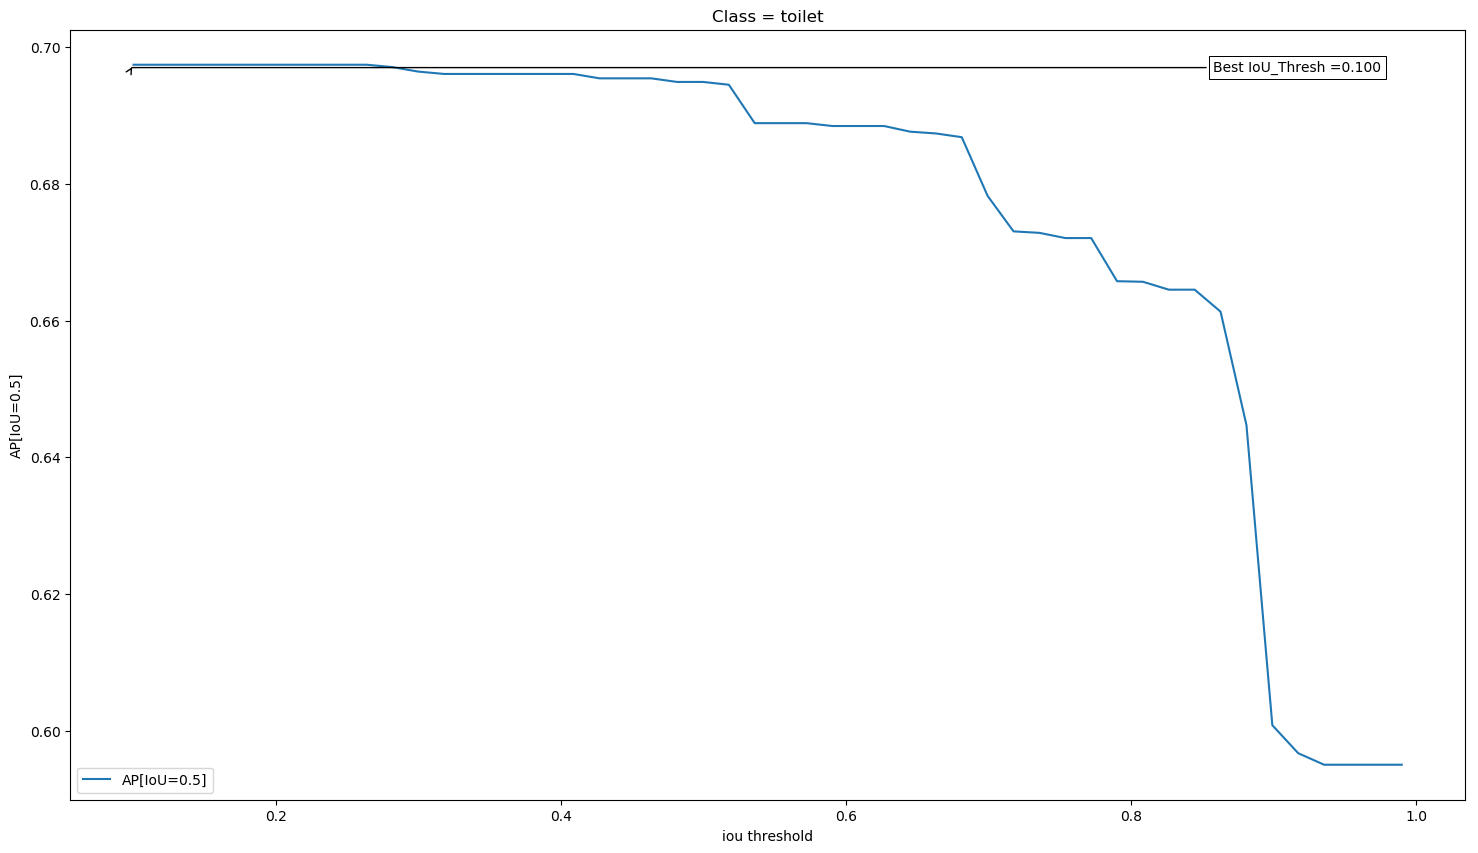 Class = toilet
0.70
Best IoU_Thresh =0.100
0.68
0.66
AP[IoU=0.5]
0.64
0.62
0.60
AP[IoU=0.5]
0.2 0.4 0.6 0.8 1.0
iou threshold